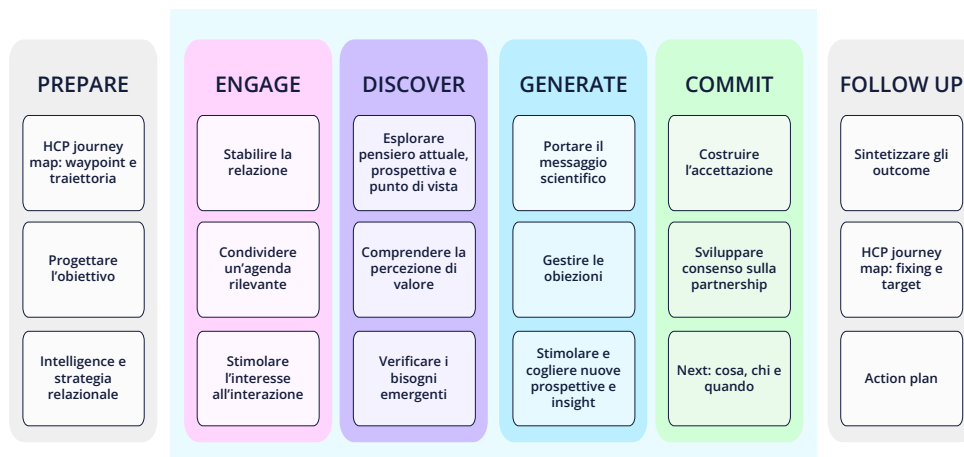 PREPARE
HCP journey
map: waypoint e
traiettoria
Progettare
l'obiettivo
Intelligence e
strategia
relazionale
ENGAGE
Stabilire la
relazione
Condividere
un'agenda
rilevante
Stimolare
l'interesse
all'interazione
DISCOVER
Esplorare
pensiero attuale,
prospettiva e
punto di vista
Comprendere la
percezione di
valore
Verificare i
bisogni
emergenti
GENERATE
Portare il
messaggio
scientifico
Gestire le
obiezioni
Stimolare e
cogliere nuove
prospettive e
insight
COMMIT
Costruire
l'accettazione
Sviluppare
consenso sulla
partnership
Next: cosa, chi e
quando
FOLLOW UP
Sintetizzare gli
outcome
HCP journey
map: fixing e
target
Action plan